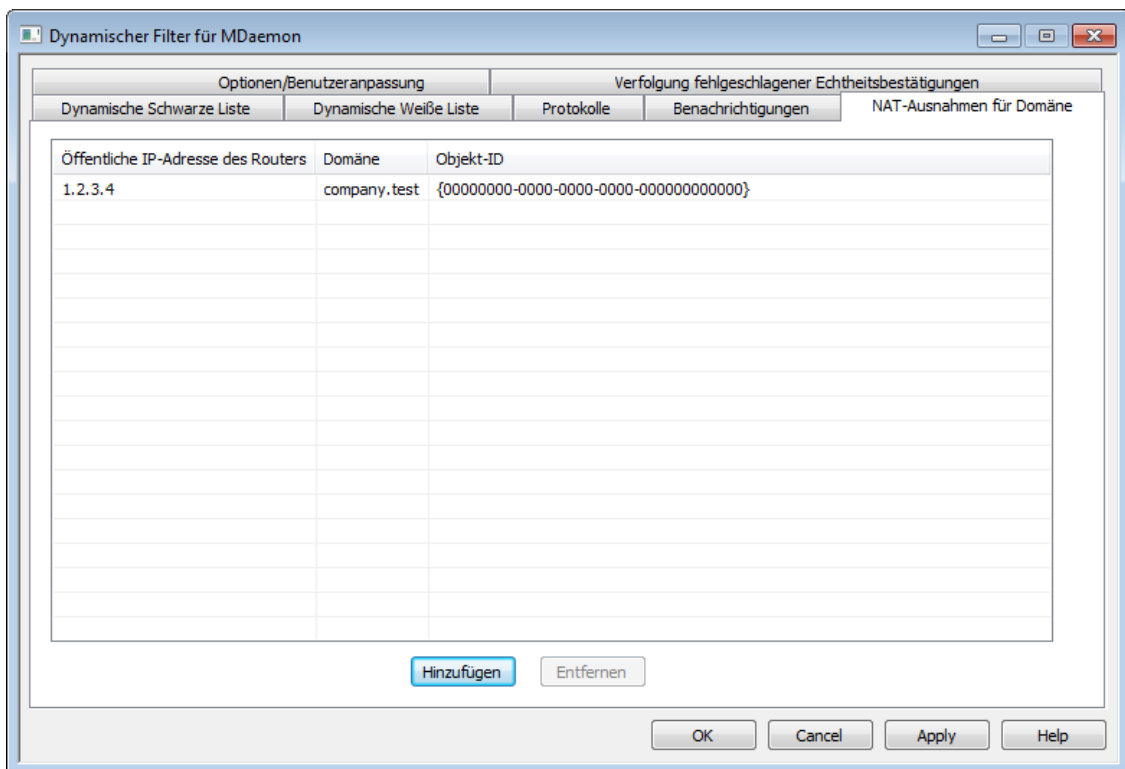 Dynamischer Filter für MDaemon
Optionen/Benutzeranpassung Verfolgung fehlgeschlagener Echtheitsbestätigungen
Dynamische Schwarze Liste Dynamische Weiße Liste Protokolle Benachrichtigungen NAT-Ausnahmen für Domäne
Öffentliche IP-Adresse des Routers Domäne Objekt-ID
1.2.3.4 company.test {00000000-0000-0000-0000-000000000000}
Hinzufügen Entfernen
OK Cancel Apply Help